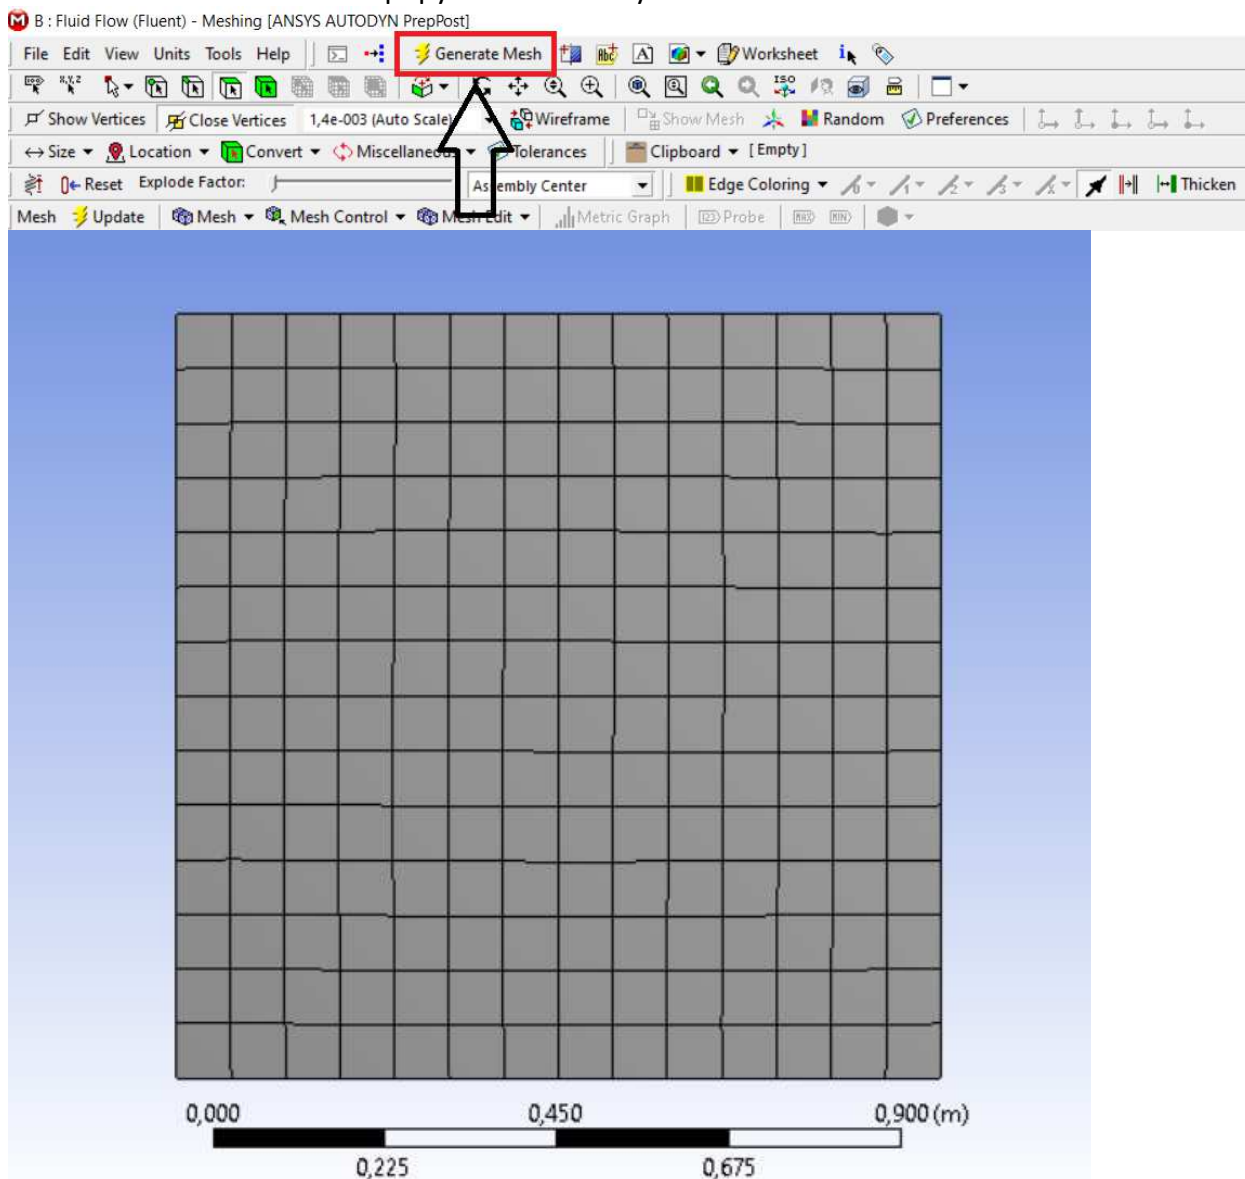 B : Fluid Flow (Fluent) - Meshing [ANSYS AUTODYN PrepPost]
File Edit View Units Tools Help Generate Mesh A Worksheet
x,y,z ISO
Show Vertices Close Vertices 1,4e-003 (Auto Scale) Wireframe Show Mesh Random Preferences
Size Location Convert Miscellaneous Tolerances Clipboard [Empty]
Reset Explode Factor: Assembly Center Edge Coloring Thicken
Mesh Update Mesh Mesh Control Mesh Edit Metric Graph Probe MAX MIN
0,000 0,450 0,900 (m)
0,225 0,675